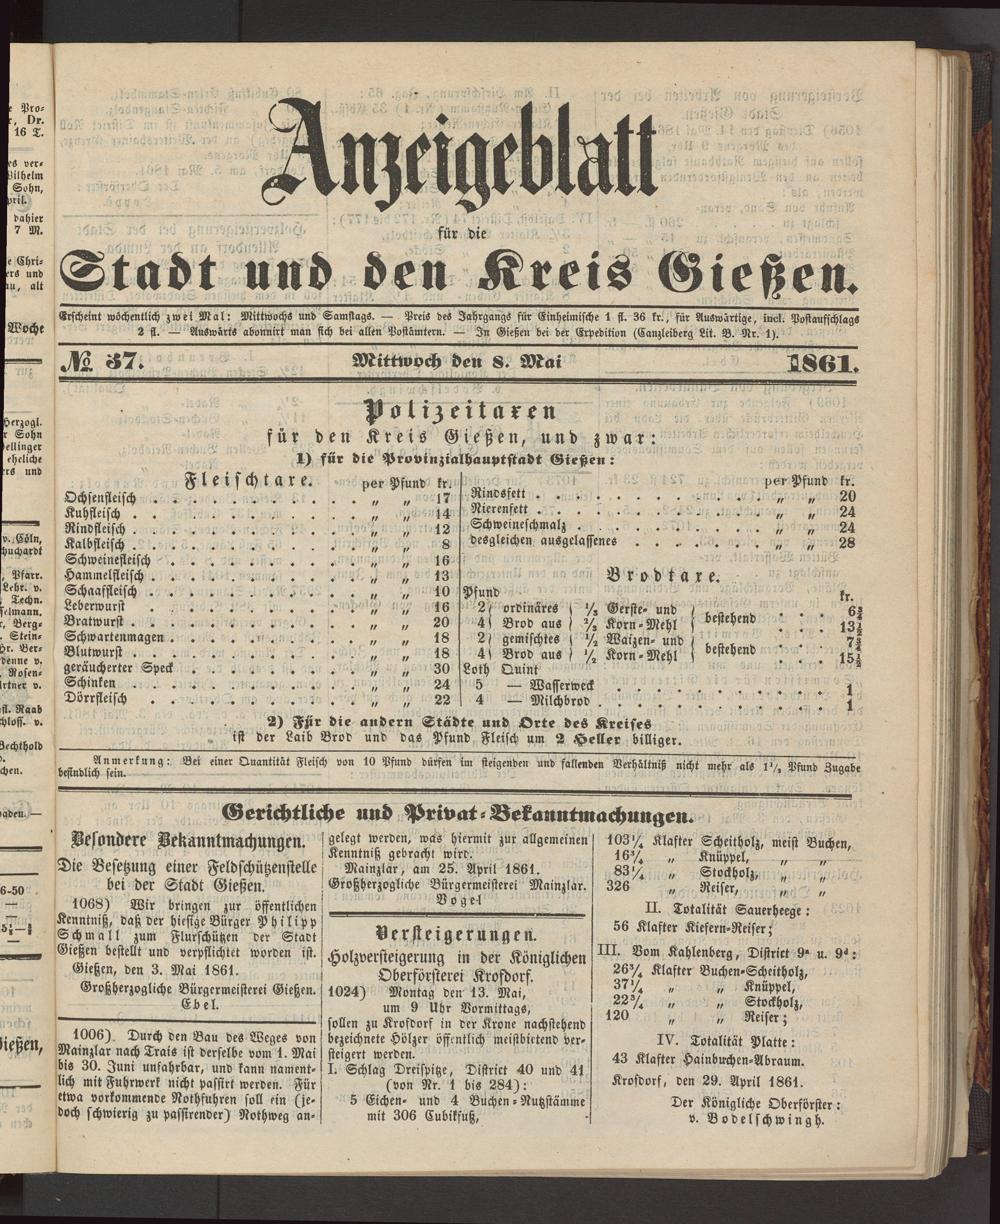 Anzeigeblatt
für die
Stadt und den Kreis Gießen.
Erscheint wöchentlich zwei Mal: Mittwochs und Samstags. — Preis des Jahrgangs für Einheimische 1 fl. 36 kr., für Auswärtige, incl. Postaufschlags
2 fl. — Auswärts abonnirt man sich bei allen Postämtern. — In Gießen bei der Expedition (Canzleiberg Lit. B. Nr. 1).
№ 37. Mittwoch den 8. Mai 1861.
Polizeitaxen
für den Kreis Gießen, und zwar:
1) für die Provinzialhauptstadt Gießen:
Fleischtaxe. per Pfund kr.
Ochsenfleisch . . . „ „ 17
Kuhfleisch . . . „ „ 14
Rindfleisch . . . „ „ 12
Kalbfleisch . . . „ „ 8
Schweinefleisch . . . „ „ 16
Hammelfleisch . . . „ „ 13
Schaaffleisch . . . „ „ 10
Leberwurst . . . „ „ 16
Bratwurst . . . „ „ 20
Schwartenmagen . . . „ „ 18
Blutwurst . . . „ „ 18
geräucherter Speck . . . „ „ 30
Schinken . . . „ „ 24
Dörrfleisch . . . „ „ 22
per Pfund kr.
Rindsfett . . . „ „ 20
Nierenfett . . . „ „ 24
Schweineschmalz . . . „ „ 24
desgleichen ausgelassenes . . . „ „ 28
Brodtaxe.
Pfund kr.
2 ordinäres ⅓ Gerste- und bestehend . . . 6¾
4 Brod aus ⅔ Korn-Mehl 13½
2 gemischtes ½ Waizen- und bestehend . . . 7¾
4 Brod aus ½ Korn-Mehl 15½
Loth Quint
5 — Wasserweck . . . 1
4 — Milchbrod . . . 1
2) Für die andern Städte und Orte des Kreises
ist der Laib Brod und das Pfund Fleisch um 2 Heller billiger.
Anmerkung: Bei einer Quantität Fleisch von 10 Pfund dürfen im steigenden und fallenden Verhältniß nicht mehr als 1½ Pfund Zugabe
befindlich sein.
Gerichtliche und Privat-Bekanntmachungen.
Besondere Bekanntmachungen.
Die Besetzung einer Feldschützenstelle
bei der Stadt Gießen.
1068) Wir bringen zur öffentlichen
Kenntniß, daß der hiesige Bürger Philipp
Schmall zum Flurschützen der Stadt
Gießen bestellt und verpflichtet worden ist.
Gießen, den 3. Mai 1861.
Großherzogliche Bürgermeisterei Gießen.
Ebel.
1006) Durch den Bau des Weges von
Mainzlar nach Trais ist derselbe vom 1. Mai
bis 30. Juni unfahrbar, und kann nament-
lich mit Fuhrwerk nicht passirt werden. Für
etwa vorkommende Nothfuhren soll ein (je-
doch schwierig zu passirender) Nothweg an-
gelegt werden, was hiermit zur allgemeinen
Kenntniß gebracht wird.
Mainzlar, am 25. April 1861.
Großherzogliche Bürgermeisterei Mainzlar.
Vogel
Versteigerungen.
Holzversteigerung in der Königlichen
Oberförsterei Krofdorf.
1024) Montag den 13. Mai,
um 9 Uhr Vormittags,
sollen zu Krofdorf in der Krone nachstehend
bezeichnete Hölzer öffentlich meistbietend ver-
steigert werden.
I. Schlag Dreispitze, District 40 und 41
(von Nr. 1 bis 284):
5 Eichen- und 4 Buchen-Nutzstämme
mit 306 Cubikfuß,
103¼ Klafter Scheitholz, meist Buchen,
16¾ „ Knüppel, „ „
83¼ „ Stockholz, „ „
326 „ Reiser, „ „
II. Totalität Sauerheege:
56 Klafter Kiefern-Reiser;
III. Vom Kahlenberg, District 9ª u. 9ᵈ:
26¾ Klafter Buchen-Scheitholz,
37¼ „ „ Knüppel,
22¾ „ „ Stockholz,
120 „ „ Reiser;
IV. Totalität Platte:
43 Klafter Hainbuchen-Abraum.
Krofdorf, den 29. April 1861.
Der Königliche Oberförster:
v. Bodelschwingh.